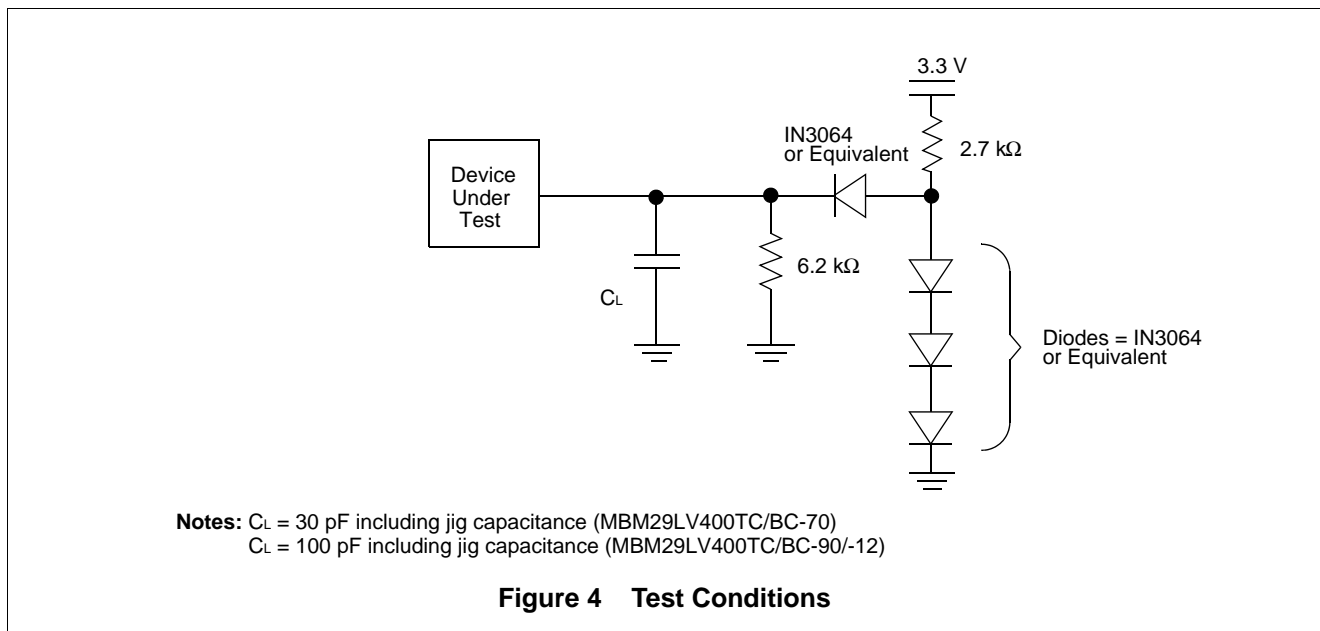 3.3 V
IN3064
or Equivalent
2.7 kΩ
Device
Under
Test
6.2 kΩ
CL
Diodes = IN3064
or Equivalent
Notes: CL = 30 pF including jig capacitance (MBM29LV400TC/BC-70)
CL = 100 pF including jig capacitance (MBM29LV400TC/BC-90/-12)
Figure 4 Test Conditions